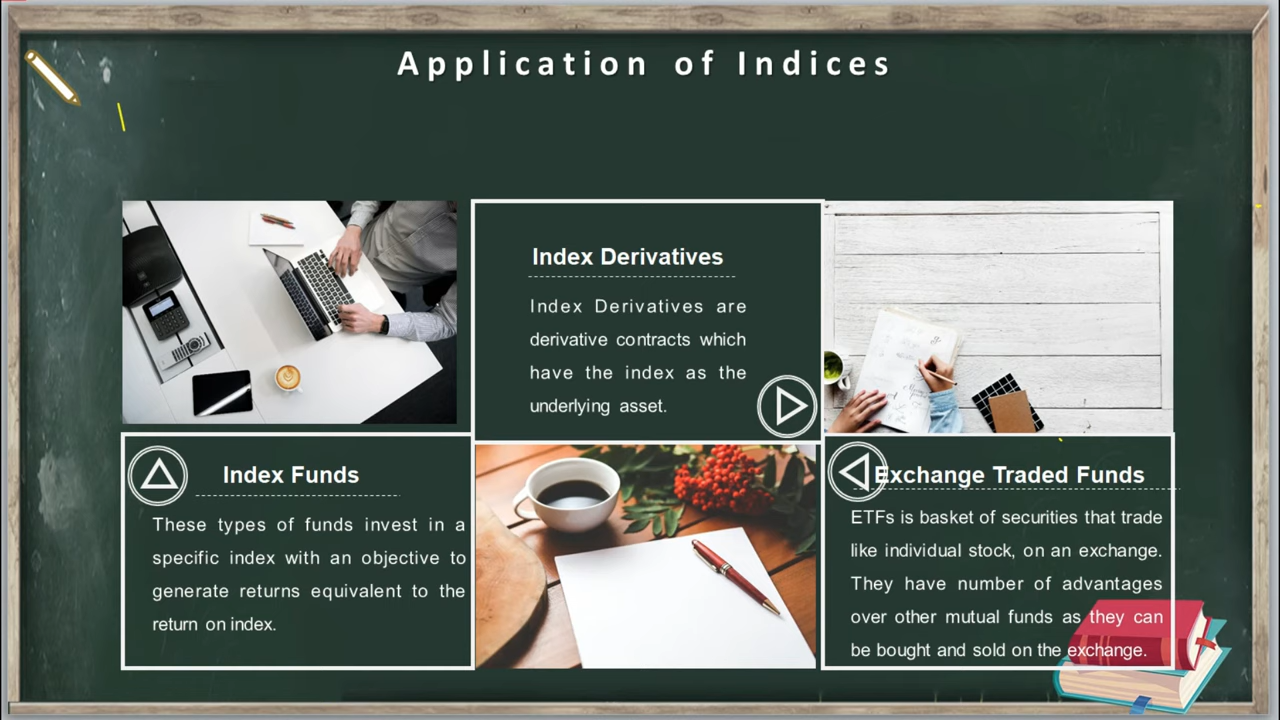 Application of Indices
Index Derivatives
Index Derivatives are
derivative contracts which
have the index as the
underlying asset.
Index Funds
These types of funds invest in a
specific index with an objective to
generate returns equivalent to the
return on index.
Exchange Traded Funds
ETFs is basket of securities that trade
like individual stock, on an exchange.
They have number of advantages
over other mutual funds as they can
be bought and sold on the exchange.